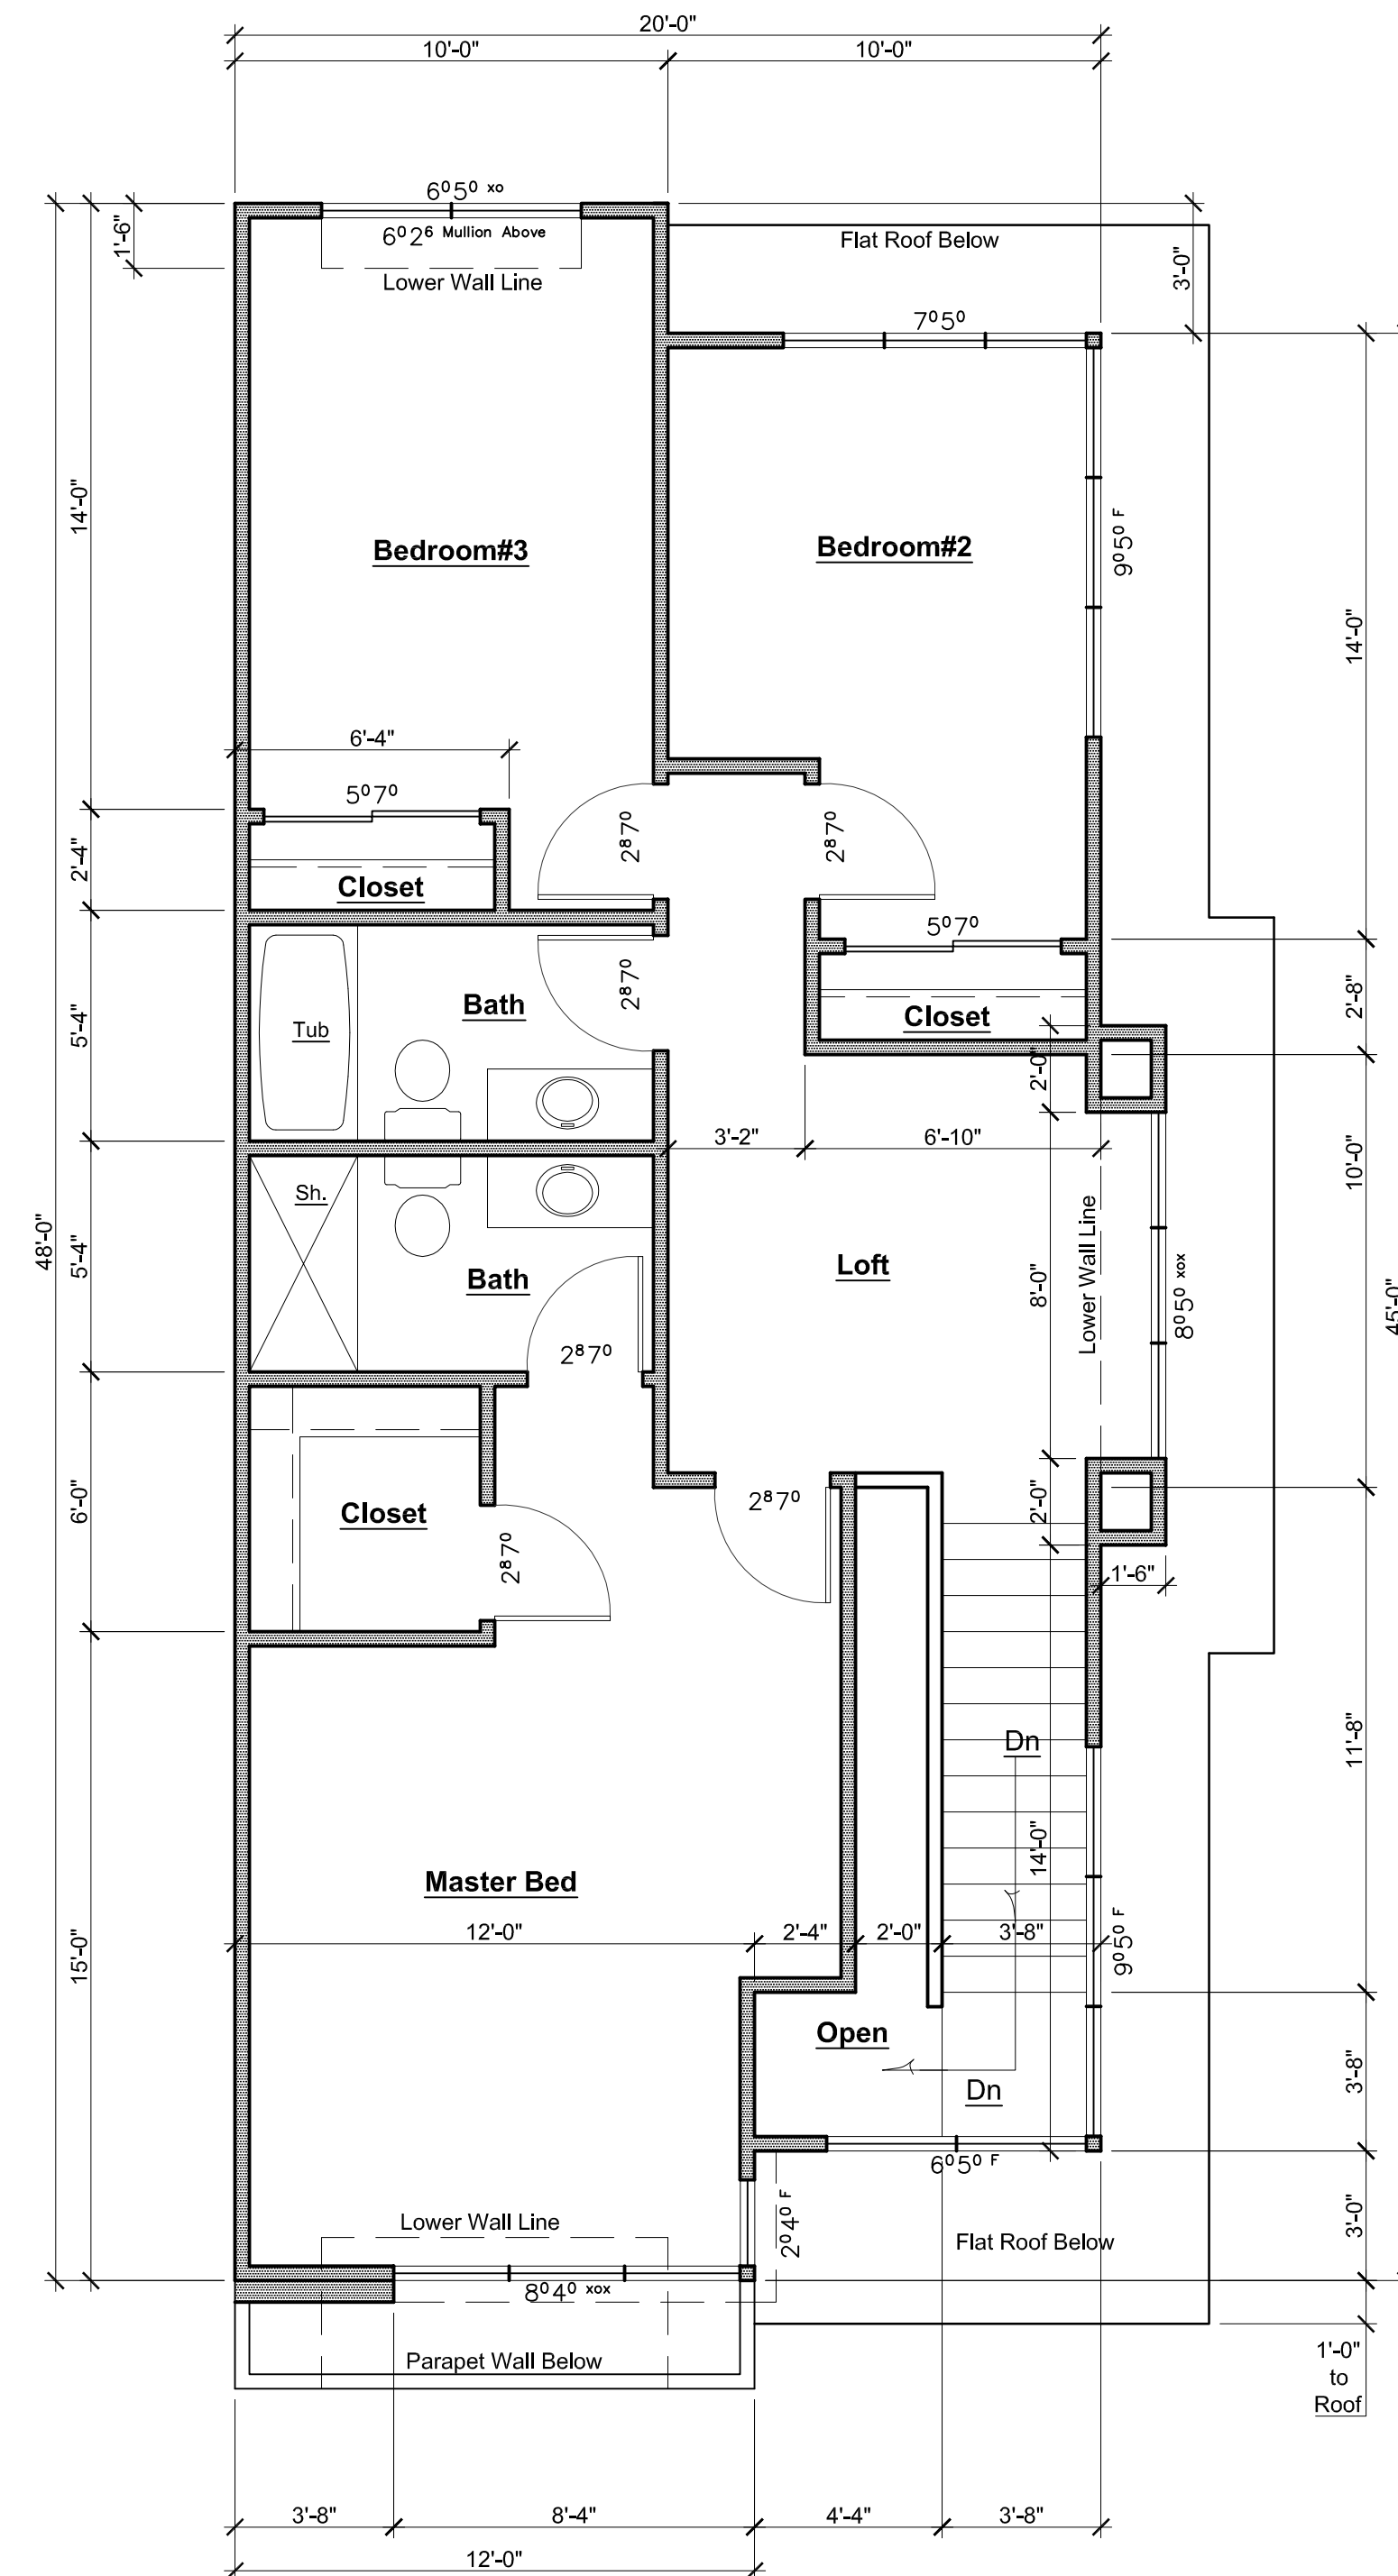 20'-0"
10'-0" 10'-0"
6⁰5⁰ xo
6⁰2⁶ Mullion Above
Lower Wall Line
1'-6"
Flat Roof Below
3'-0"
7⁰5⁰
14'-0"
Bedroom#3
Bedroom#2
9⁰5⁰ F
14'-0"
6'-4"
5⁰7⁰
2⁸7⁰
2⁸7⁰
2'-4"
Closet
5⁰7⁰
2⁸7⁰
Bath
Closet
2'-8"
5'-4"
Tub
2'-0"
3'-2" 6'-10"
10'-0"
Sh.
Lower Wall Line
48'-0"
5'-4"
Bath
Loft
8'-0"
8⁰5⁰ xox
45'-0"
2⁸7⁰
2⁸7⁰
2'-0"
6'-0"
Closet
2⁸7⁰
1'-6"
Dn
11'-8"
14'-0"
Master Bed
15'-0"
12'-0" 2'-4" 2'-0" 3'-8"
9⁰5⁰ F
Open
Dn
3'-8"
6⁰5⁰ F
Lower Wall Line
2⁰4⁰ F
Flat Roof Below
3'-0"
8⁰4⁰ xox
Parapet Wall Below
1'-0"
to
Roof
3'-8" 8'-4" 4'-4" 3'-8"
12'-0"